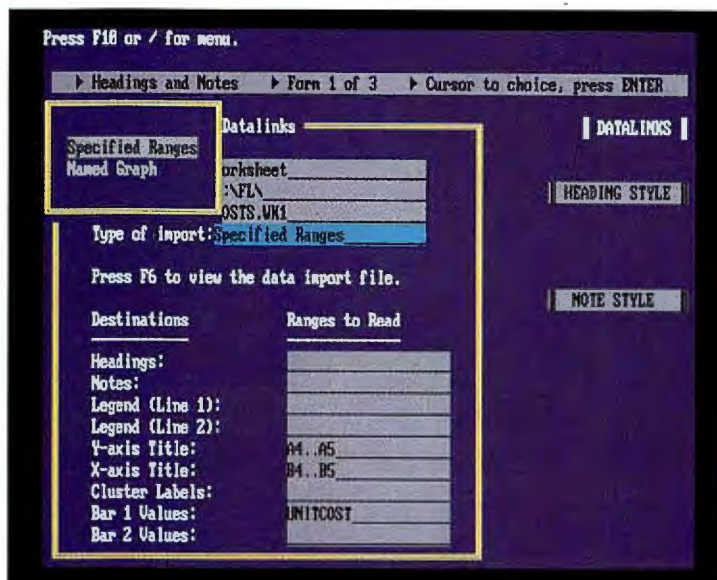 Press F10 or / for menu.
▶ Headings and Notes ▶ Form 1 of 3 ▶ Cursor to choice, press ENTER
Datalinks
DATALINKS
Specified Ranges
Named Graph
orksheet
:\FL\
HEADING STYLE
OSTS.WK1
Type of import: Specified Ranges
Press F6 to view the data import file.
NOTE STYLE
Destinations Ranges to Read
Headings:
Notes:
Legend (Line 1):
Legend (Line 2):
Y-axis Title: A4..A5
X-axis Title: B4..B5
Cluster Labels:
Bar 1 Values: UNITCOST
Bar 2 Values: